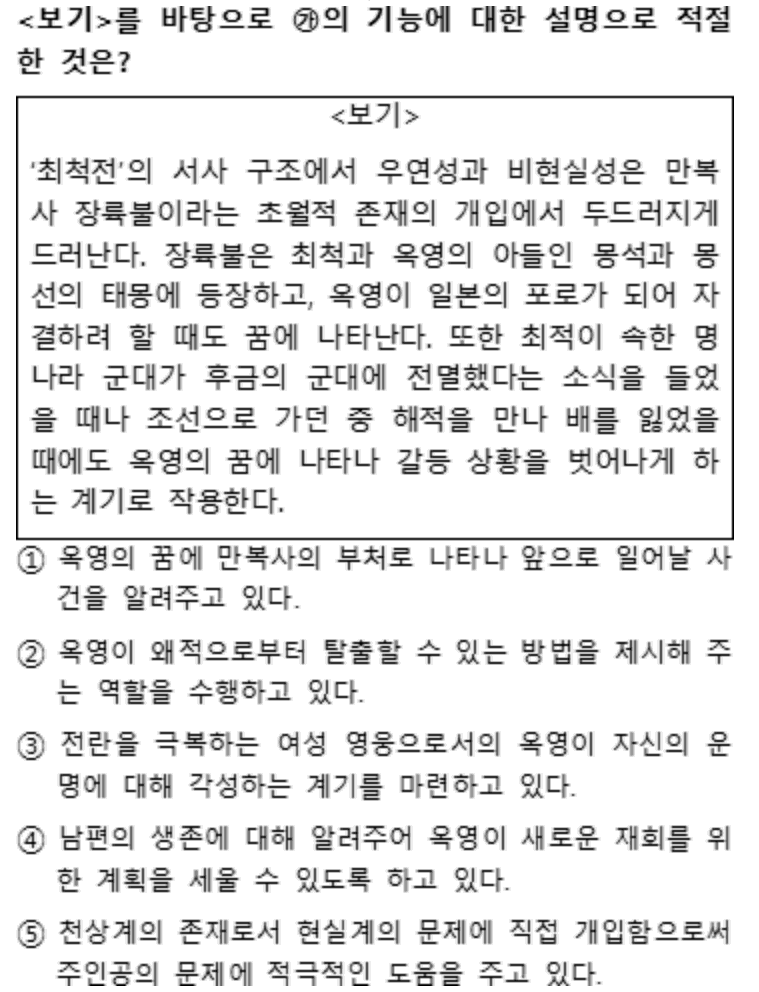 <보기>를 바탕으로 ㉮의 기능에 대한 설명으로 적절
한 것은?
<보기>
‘최척전’의 서사 구조에서 우연성과 비현실성은 만복
사 장륙불이라는 초월적 존재의 개입에서 두드러지게
드러난다. 장륙불은 최척과 옥영의 아들인 몽석과 몽
선의 태몽에 등장하고, 옥영이 일본의 포로가 되어 자
결하려 할 때도 꿈에 나타난다. 또한 최적이 속한 명
나라 군대가 후금의 군대에 전멸했다는 소식을 들었
을 때나 조선으로 가던 중 해적을 만나 배를 잃었을
때에도 옥영의 꿈에 나타나 갈등 상황을 벗어나게 하
는 계기로 작용한다.
① 옥영의 꿈에 만복사의 부처로 나타나 앞으로 일어날 사
건을 알려주고 있다.
② 옥영이 왜적으로부터 탈출할 수 있는 방법을 제시해 주
는 역할을 수행하고 있다.
③ 전란을 극복하는 여성 영웅으로서의 옥영이 자신의 운
명에 대해 각성하는 계기를 마련하고 있다.
④ 남편의 생존에 대해 알려주어 옥영이 새로운 재회를 위
한 계획을 세울 수 있도록 하고 있다.
⑤ 천상계의 존재로서 현실계의 문제에 직접 개입함으로써
주인공의 문제에 적극적인 도움을 주고 있다.